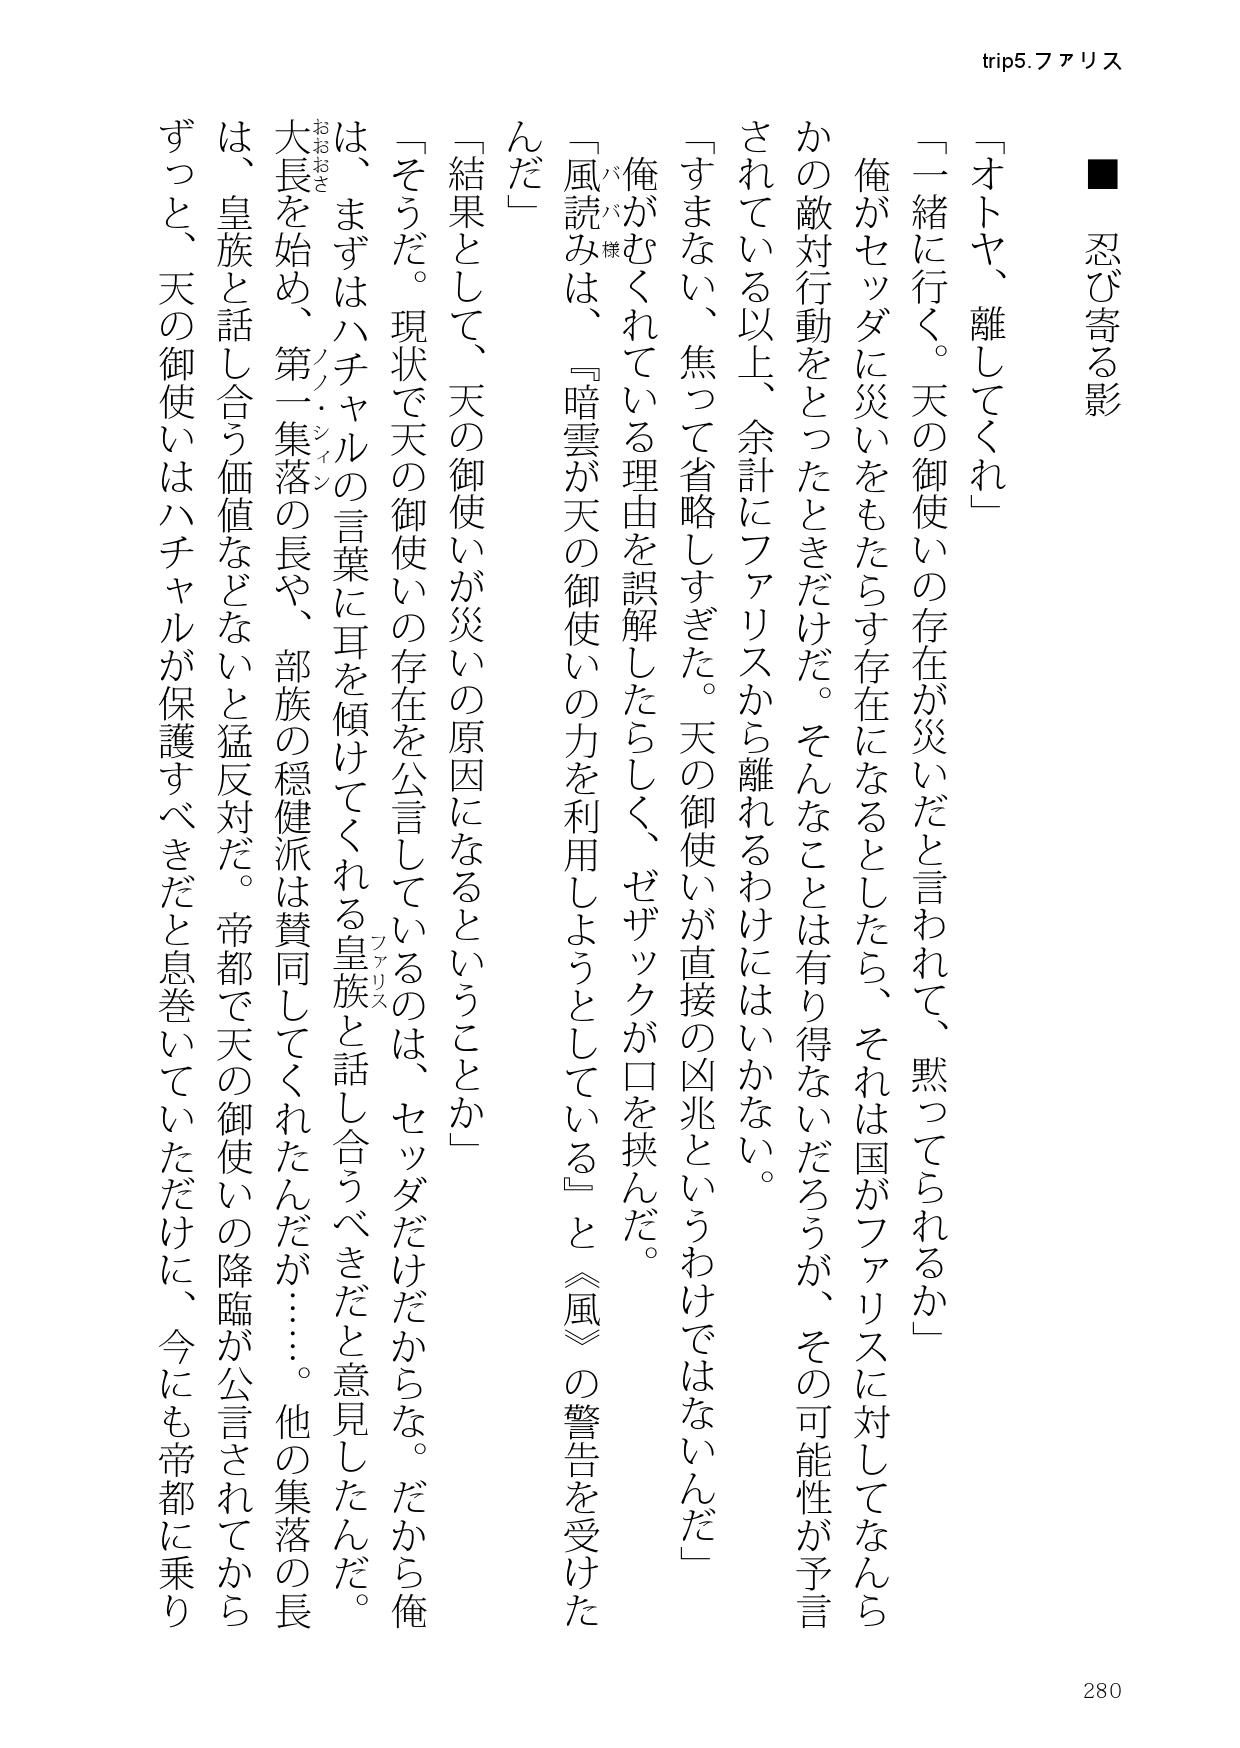 trip5.ファリス
■　忍び寄る影
「オトヤ、離してくれ」
「一緒に行く。天の御使いの存在が災いだと言われて、黙ってられるか」
　俺がセッダに災いをもたらす存在になるとしたら、それは国がファリスに対してなんら
かの敵対行動をとったときだけだ。そんなことは有り得ないだろうが、その可能性が予言
されている以上、余計にファリスから離れるわけにはいかない。
「すまない、焦って省略しすぎた。天の御使いが直接の凶兆というわけではないんだ」
　俺がむくれている理由を誤解したらしく、ゼザックが口を挟んだ。
ババ様
「風読みは、『暗雲が天の御使いの力を利用しようとしている』と《風》の警告を受けた
んだ」
「結果として、天の御使いが災いの原因になるということか」
「そうだ。現状で天の御使いの存在を公言しているのは、セッダだけだからな。だから俺
ファリス
は、まずはハチャルの言葉に耳を傾けてくれる皇族と話し合うべきだと意見したんだ。
おおおさ　ノノ・シィン
大長を始め、第一集落の長や、部族の穏健派は賛同してくれたんだが……。他の集落の長
は、皇族と話し合う価値などないと猛反対だ。帝都で天の御使いの降臨が公言されてから
ずっと、天の御使いはハチャルが保護すべきだと息巻いていただけに、今にも帝都に乗り
280